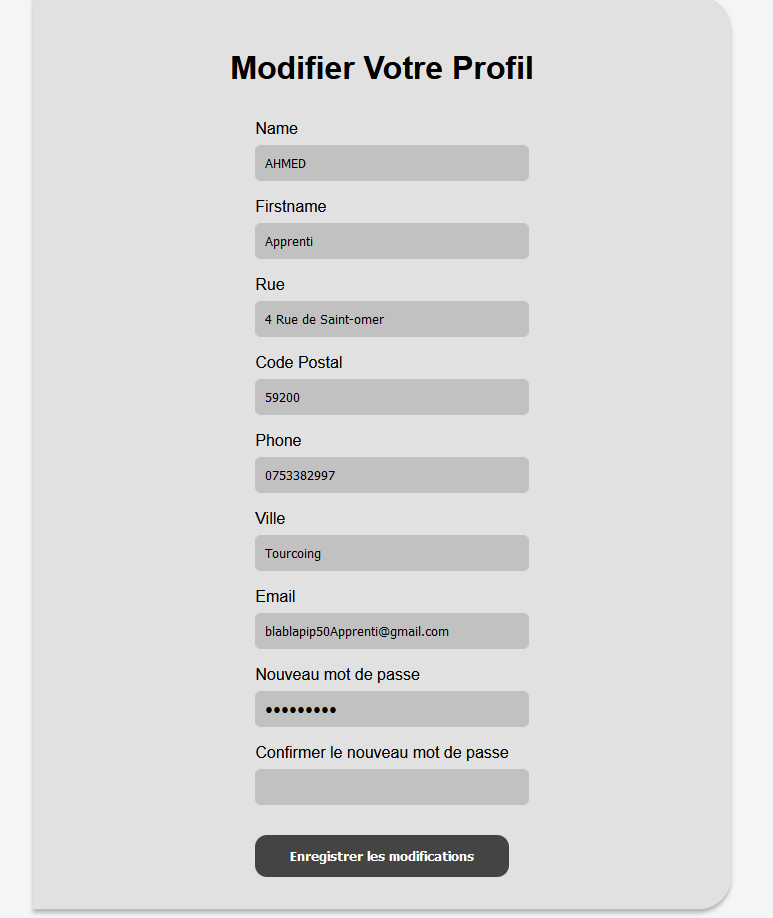 Modifier Votre Profil
Name
AHMED
Firstname
Apprenti
Rue
4 Rue de Saint-omer
Code Postal
59200
Phone
0753382997
Ville
Tourcoing
Email
blablapip50Apprenti@gmail.com
Nouveau mot de passe
•••••••••
Confirmer le nouveau mot de passe
Enregistrer les modifications